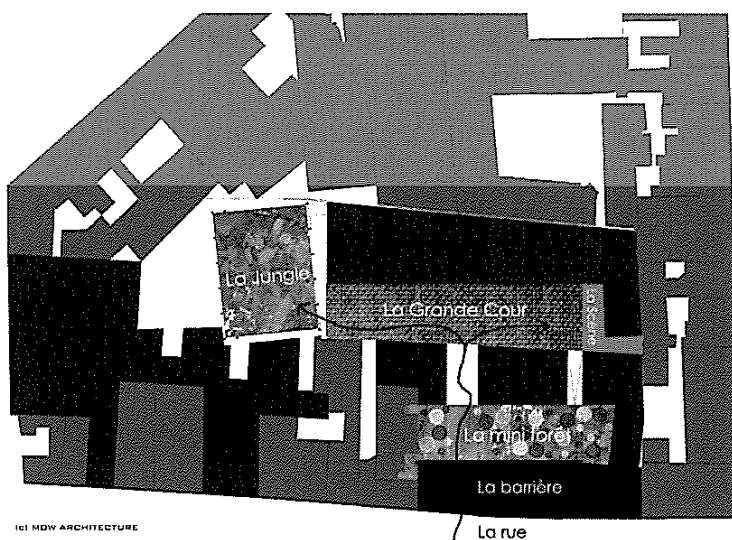 La Jungle
La Grande Cour
La Scène
La mini forêt
La barrière
La rue
(c) MDW ARCHITECTURE